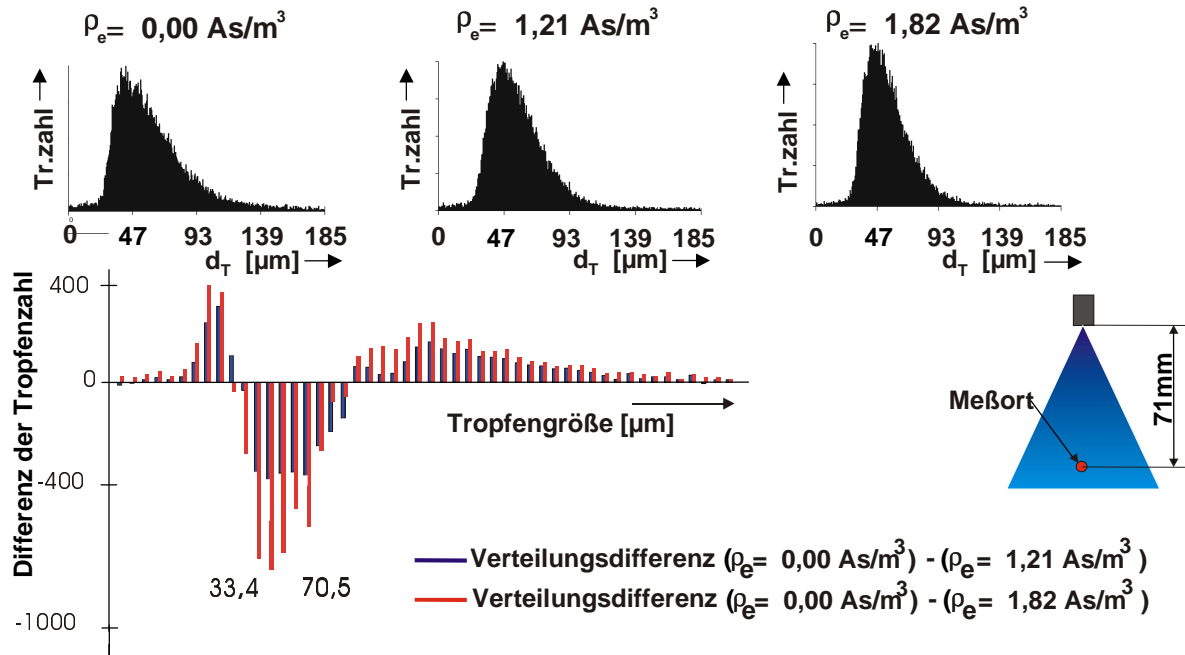 ρe= 0,00 As/m³
ρe= 1,21 As/m³
ρe= 1,82 As/m³
Tr.zahl
0 47 93 139 185
dT [µm]
Tr.zahl
0 47 93 139 185
dT [µm]
Tr.zahl
0 47 93 139 185
dT [µm]
Differenz der Tropfenzahl
400
0
-400
-1000
33,4 70,5
Tropfengröße [µm]
Meßort
71mm
Verteilungsdifferenz (ρe= 0,00 As/m³) - (ρe= 1,21 As/m³)
Verteilungsdifferenz (ρe= 0,00 As/m³) - (ρe= 1,82 As/m³)